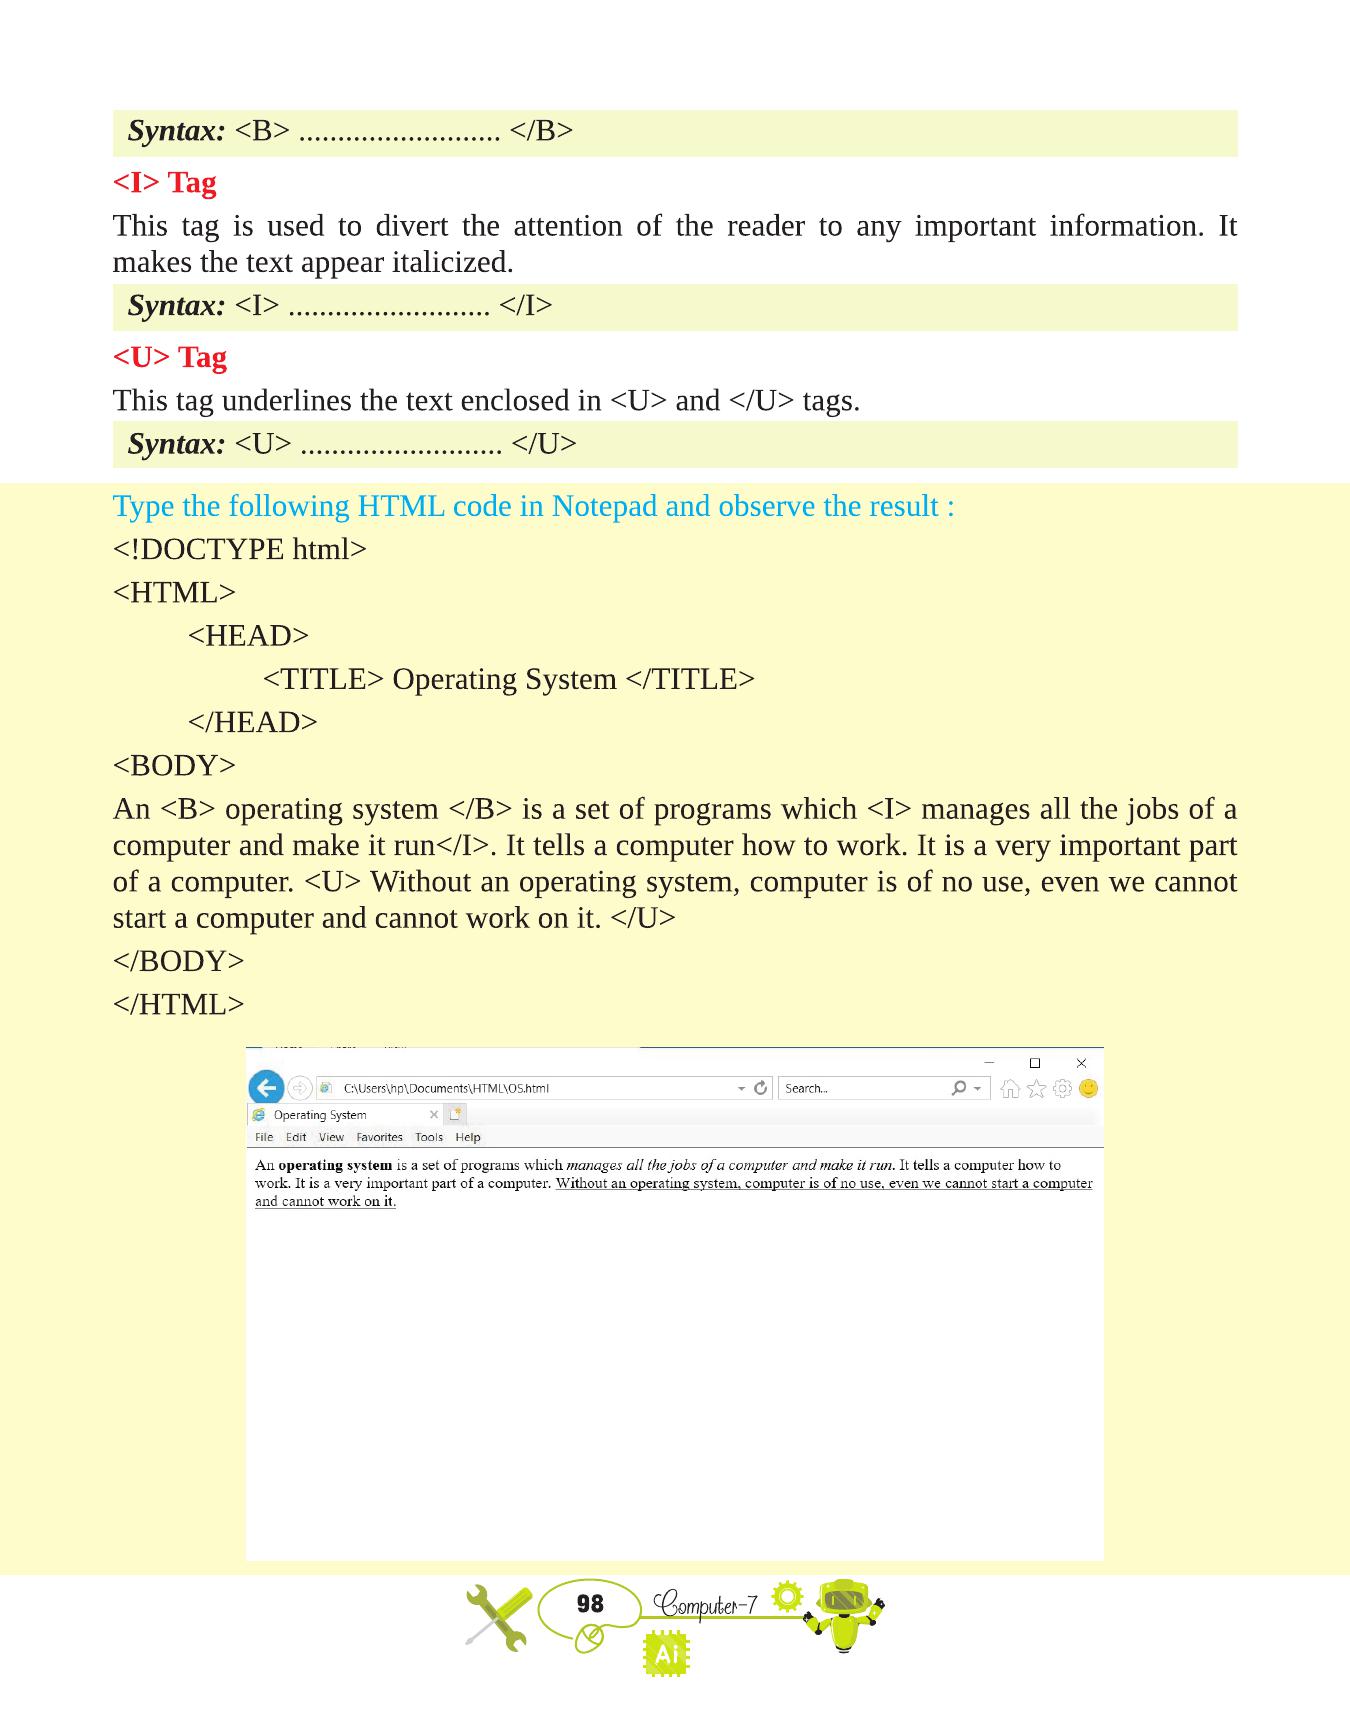 Syntax: <B> .......................... </B>
<I> Tag
This tag is used to divert the attention of the reader to any important information. It
makes the text appear italicized.
Syntax: <I> .......................... </I>
<U> Tag
This tag underlines the text enclosed in <U> and </U> tags.
Syntax: <U> .......................... </U>
Type the following HTML code in Notepad and observe the result :
<!DOCTYPE html>
<HTML>
<HEAD>
<TITLE> Operating System </TITLE>
</HEAD>
<BODY>
An <B> operating system </B> is a set of programs which <I> manages all the jobs of a
computer and make it run</I>. It tells a computer how to work. It is a very important part
of a computer. <U> Without an operating system, computer is of no use, even we cannot
start a computer and cannot work on it. </U>
</BODY>
</HTML>
C:\Users\hp\Documents\HTML\OS.html
Search...
Operating System
File Edit View Favorites Tools Help
An operating system is a set of programs which manages all the jobs of a computer and make it run. It tells a computer how to
work. It is a very important part of a computer. Without an operating system, computer is of no use, even we cannot start a computer
and cannot work on it.
98
Computer-7
Ai